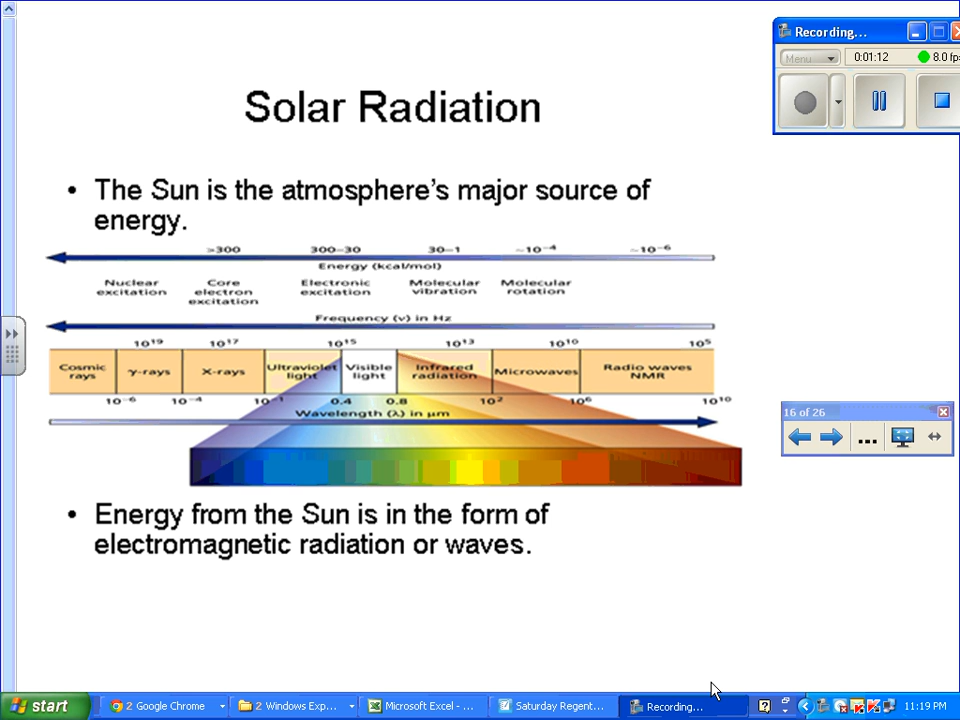 Recording...
Menu
0:01:12
8.0 fp
Solar Radiation
• The Sun is the atmosphere's major source of
energy.
>300 300–30 30–1 ~10⁻⁴ ~10⁻⁶
Energy (kcal/mol)
Nuclear
excitation
Core
electron
excitation
Electronic
excitation
Molecular
vibration
Molecular
rotation
Frequency (ν) in Hz
10¹⁹ 10¹⁷ 10¹⁵ 10¹³ 10¹⁰ 10⁵
Cosmic
rays
γ-rays
X-rays
Ultraviolet
light
Visible
light
Infrared
radiation
Microwaves
Radio waves
NMR
10⁻⁶ 10⁻⁴ 10⁻¹ 0.4 0.8 10² 10⁶ 10¹⁰
Wavelength (λ) in μm
16 of 26
• Energy from the Sun is in the form of
electromagnetic radiation or waves.
start
2 Google Chrome
2 Windows Exp...
Microsoft Excel - ...
Saturday Regent...
Recording...
11:19 PM